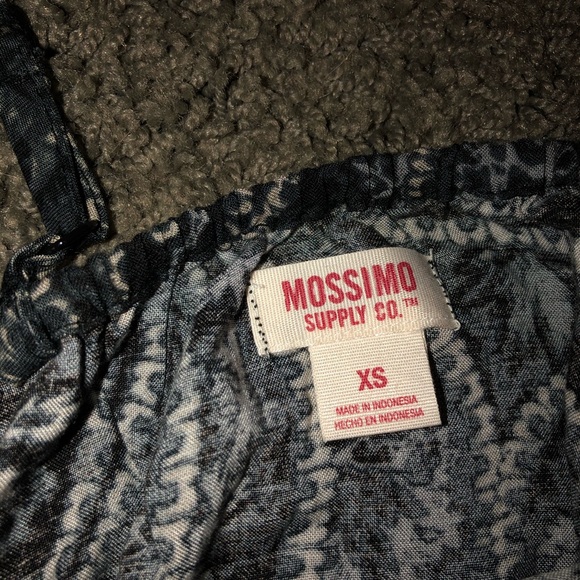 MOSSIMO
SUPPLY CO.™
XS
MADE IN INDONESIA
HECHO EN INDONESIA